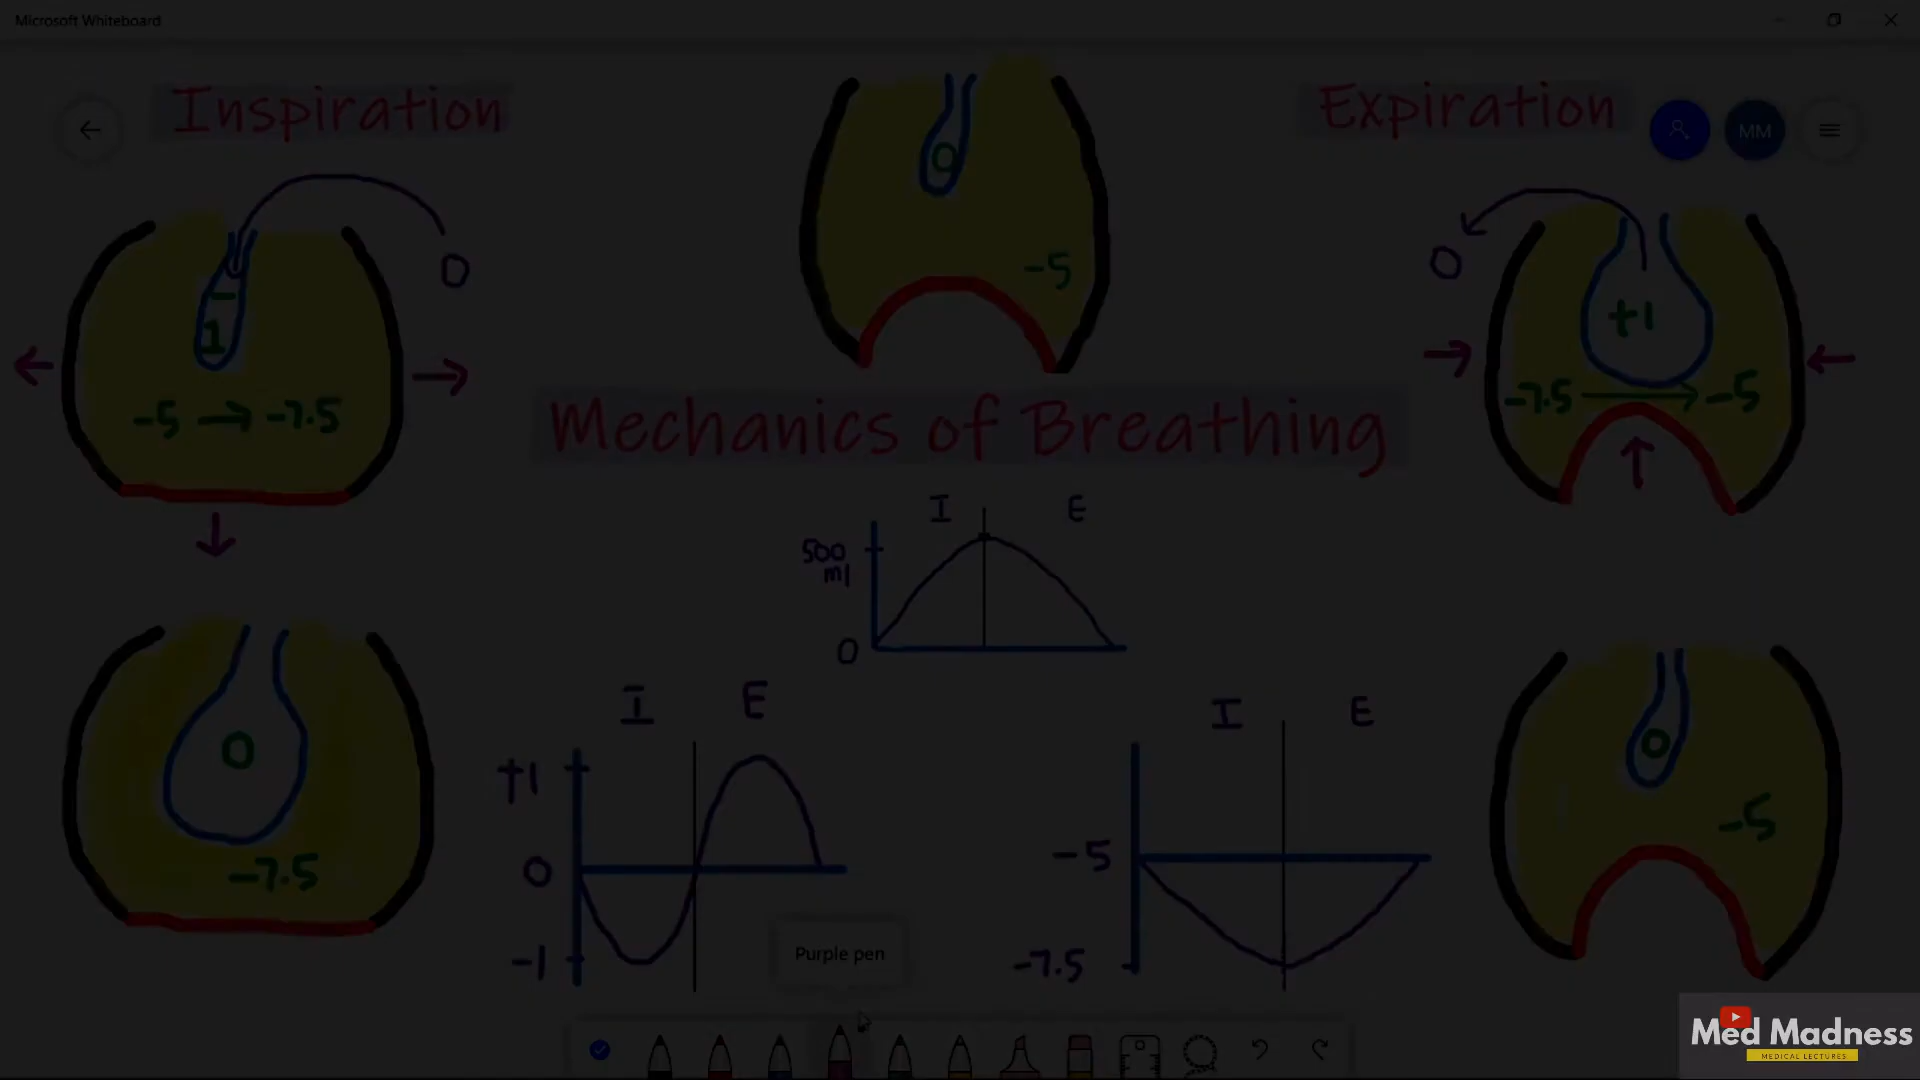 Microsoft Whiteboard
Inspiration
Expiration
MM
0
-5
0
-1
-5 → -7.5
0
+1
-7.5 → -5
Mechanics of Breathing
I E
500
ml
0
0
-7.5
I E
+1
0
-1
I E
-5
-7.5
0
-5
Purple pen
Med Madness
MEDICAL LECTURES